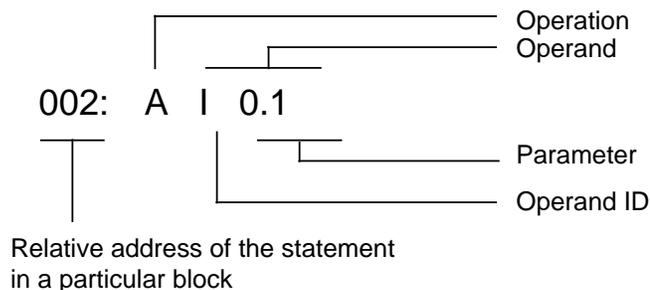 Operation
Operand
002: A I 0.1
Parameter
Operand ID
Relative address of the statement
in a particular block